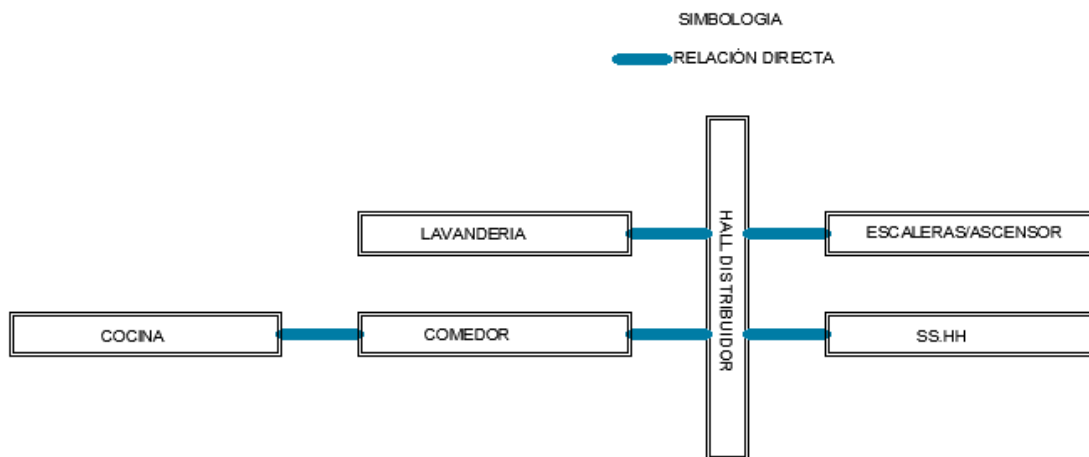 SIMBOLOGIA
RELACIÓN DIRECTA
LAVANDERIA
HALL DISTRIBUIDOR
ESCALERAS/ASCENSOR
COCINA
COMEDOR
SS.HH